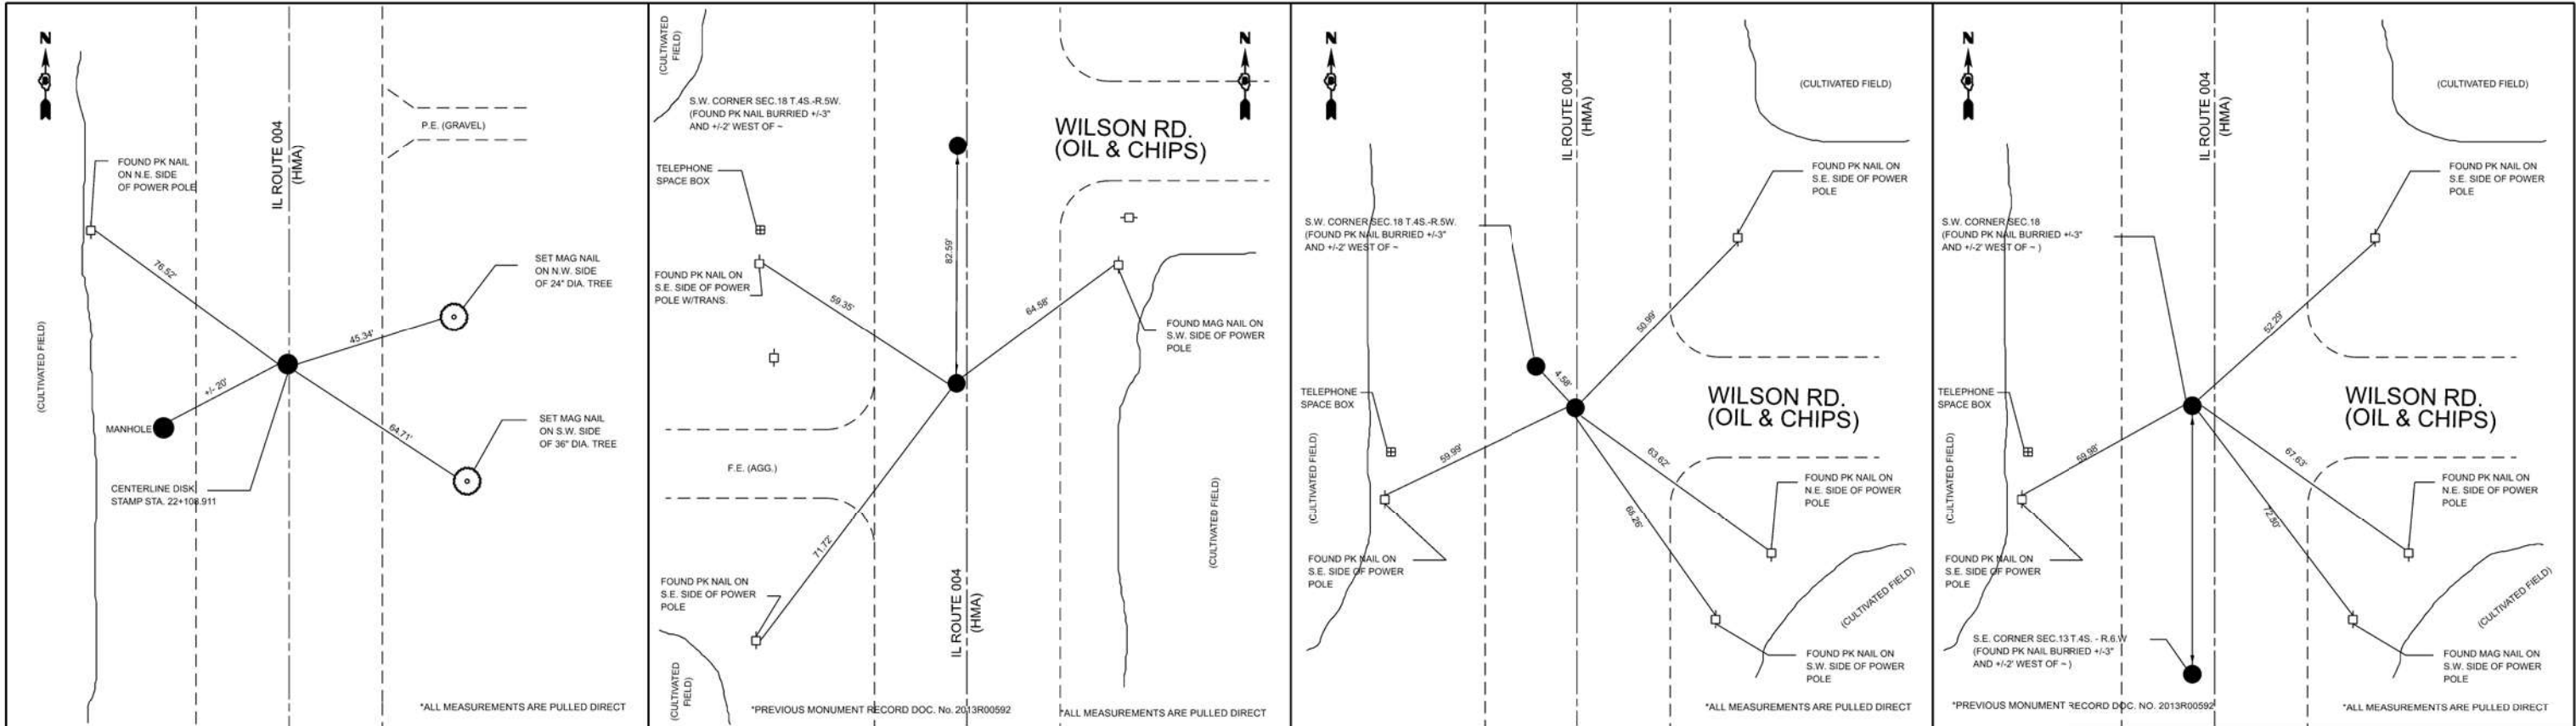 N
FOUND PK NAIL
ON N.E. SIDE
OF POWER POLE
IL ROUTE 004
(HMA)
P.E. (GRAVEL)
76.52'
SET MAG NAIL
ON N.W. SIDE
OF 24" DIA. TREE
45.34'
(CULTIVATED FIELD)
+/- 20'
MANHOLE
64.71'
SET MAG NAIL
ON S.W. SIDE
OF 36" DIA. TREE
CENTERLINE DISK
STAMP STA. 22+108.911
*ALL MEASUREMENTS ARE PULLED DIRECT
(CULTIVATED
FIELD)
N
S.W. CORNER SEC.18 T.4S.-R.5W.
(FOUND PK NAIL BURRIED +/-3"
AND +/-2' WEST OF ~
WILSON RD.
(OIL & CHIPS)
TELEPHONE
SPACE BOX
82.59'
FOUND PK NAIL ON
S.E. SIDE OF POWER
POLE W/TRANS.
59.35'
64.58'
FOUND MAG NAIL ON
S.W. SIDE OF POWER
POLE
F.E. (AGG.)
71.72'
(CULTIVATED FIELD)
FOUND PK NAIL ON
S.E. SIDE OF POWER
POLE
IL ROUTE 004
(HMA)
(CULTIVATED
FIELD)
*PREVIOUS MONUMENT RECORD DOC. No. 2013R00592
*ALL MEASUREMENTS ARE PULLED DIRECT
N
IL ROUTE 004
(HMA)
(CULTIVATED FIELD)
FOUND PK NAIL ON
S.E. SIDE OF POWER
POLE
S.W. CORNER SEC.18 T.4S.-R.5W.
(FOUND PK NAIL BURRIED +/-3"
AND +/-2' WEST OF ~
50.99'
4.58'
TELEPHONE
SPACE BOX
WILSON RD.
(OIL & CHIPS)
(CULTIVATED FIELD)
59.99'
63.62'
FOUND PK NAIL ON
N.E. SIDE OF POWER
POLE
FOUND PK NAIL ON
S.E. SIDE OF POWER
POLE
(CULTIVATED FIELD)
FOUND PK NAIL ON
S.W. SIDE OF POWER
POLE
*ALL MEASUREMENTS ARE PULLED DIRECT
N
IL ROUTE 004
(HMA)
(CULTIVATED FIELD)
FOUND PK NAIL ON
S.E. SIDE OF POWER
POLE
S.W. CORNER SEC.18
(FOUND PK NAIL BURRIED +/-3"
AND +/-2' WEST OF ~ )
52.29'
TELEPHONE
SPACE BOX
WILSON RD.
(OIL & CHIPS)
(CULTIVATED FIELD)
59.98'
67.63'
FOUND PK NAIL ON
N.E. SIDE OF POWER
POLE
72.50'
FOUND PK NAIL ON
S.E. SIDE OF POWER
POLE
(CULTIVATED FIELD)
S.E. CORNER SEC.13 T.4S. - R.6.W
(FOUND PK NAIL BURRIED +/-3"
AND +/-2' WEST OF ~ )
FOUND MAG NAIL ON
S.W. SIDE OF POWER
POLE
*PREVIOUS MONUMENT RECORD DOC. NO. 2013R00592
*ALL MEASUREMENTS ARE PULLED DIRECT